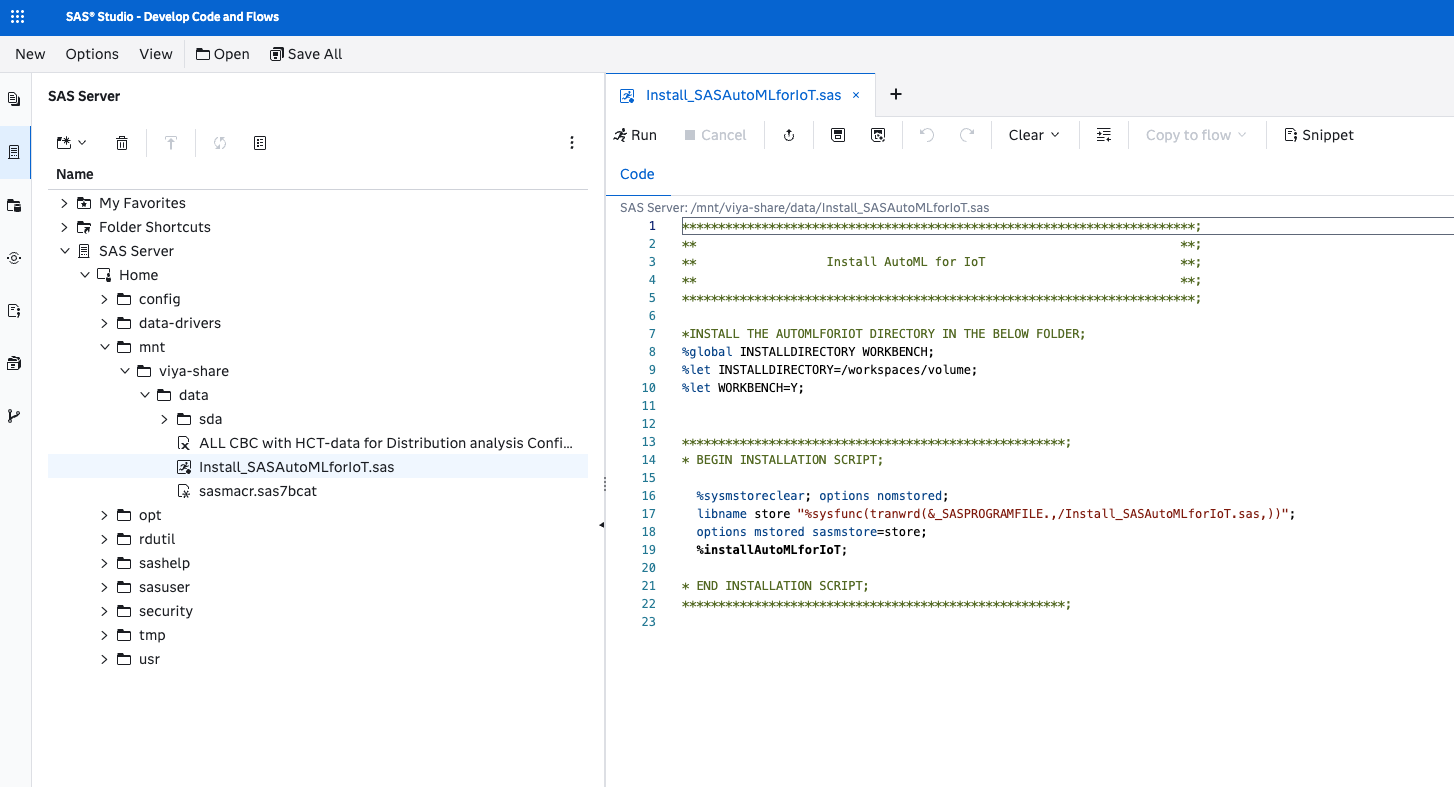 SAS® Studio - Develop Code and Flows
New Options View Open Save All
SAS Server
Name
My Favorites
Folder Shortcuts
SAS Server
Home
config
data-drivers
mnt
viya-share
data
sda
ALL CBC with HCT-data for Distribution analysis Confi...
Install_SASAutoMLforIoT.sas
sasmacr.sas7bcat
opt
rdutil
sashelp
sasuser
security
tmp
usr
Install_SASAutoMLforIoT.sas × +
Run Cancel Clear Copy to flow Snippet
Code
SAS Server: /mnt/viya-share/data/Install_SASAutoMLforIoT.sas
1 ***********************************************************************;
2 ** **;
3 ** Install AutoML for IoT **;
4 ** **;
5 ***********************************************************************;
6
7 *INSTALL THE AUTOMLFORIOT DIRECTORY IN THE BELOW FOLDER;
8 %global INSTALLDIRECTORY WORKBENCH;
9 %let INSTALLDIRECTORY=/workspaces/volume;
10 %let WORKBENCH=Y;
11
12
13 *****************************************************;
14 * BEGIN INSTALLATION SCRIPT;
15
16 %sysmstoreclear; options nomstored;
17 libname store "%sysfunc(tranwrd(&_SASPROGRAMFILE.,/Install_SASAutoMLforIoT.sas,))";
18 options mstored sasmstore=store;
19 %installAutoMLforIoT;
20
21 * END INSTALLATION SCRIPT;
22 *****************************************************;
23